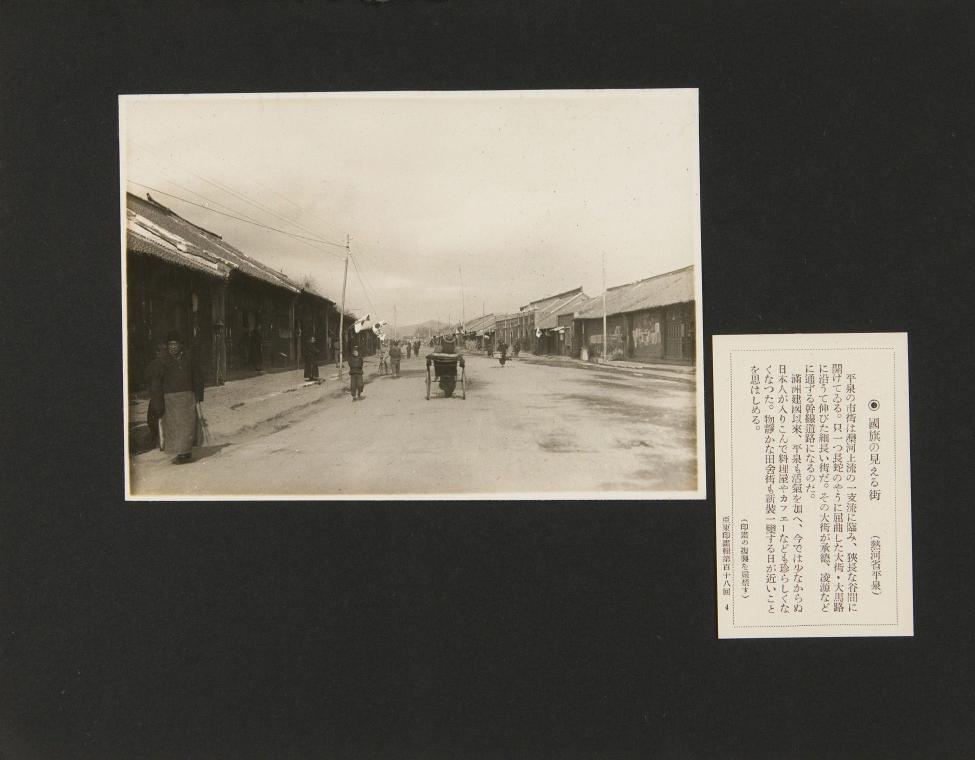 ◉ 國旗の見える街 (熱河省平泉)
平泉の市街は灤河上流の一支流に臨み、狹長な谷間に
開けてゐる。只一つ長蛇のやうに屈曲した大街・大馬路
に沿うて伸びた細長い街だ。その大街が承德、凌源など
に通ずる幹線道路になるのだ。
滿洲建國以來、平泉も活氣を加へ、今では少なからぬ
日本人が入りこんで料理屋やカフエーなども珍らしくな
くなつた。物靜かな田舍街も新裝一變する日が近いこと
を思はしめる。
(印畫の複製を嚴禁す)
亞東印畫輯第百十八回 4